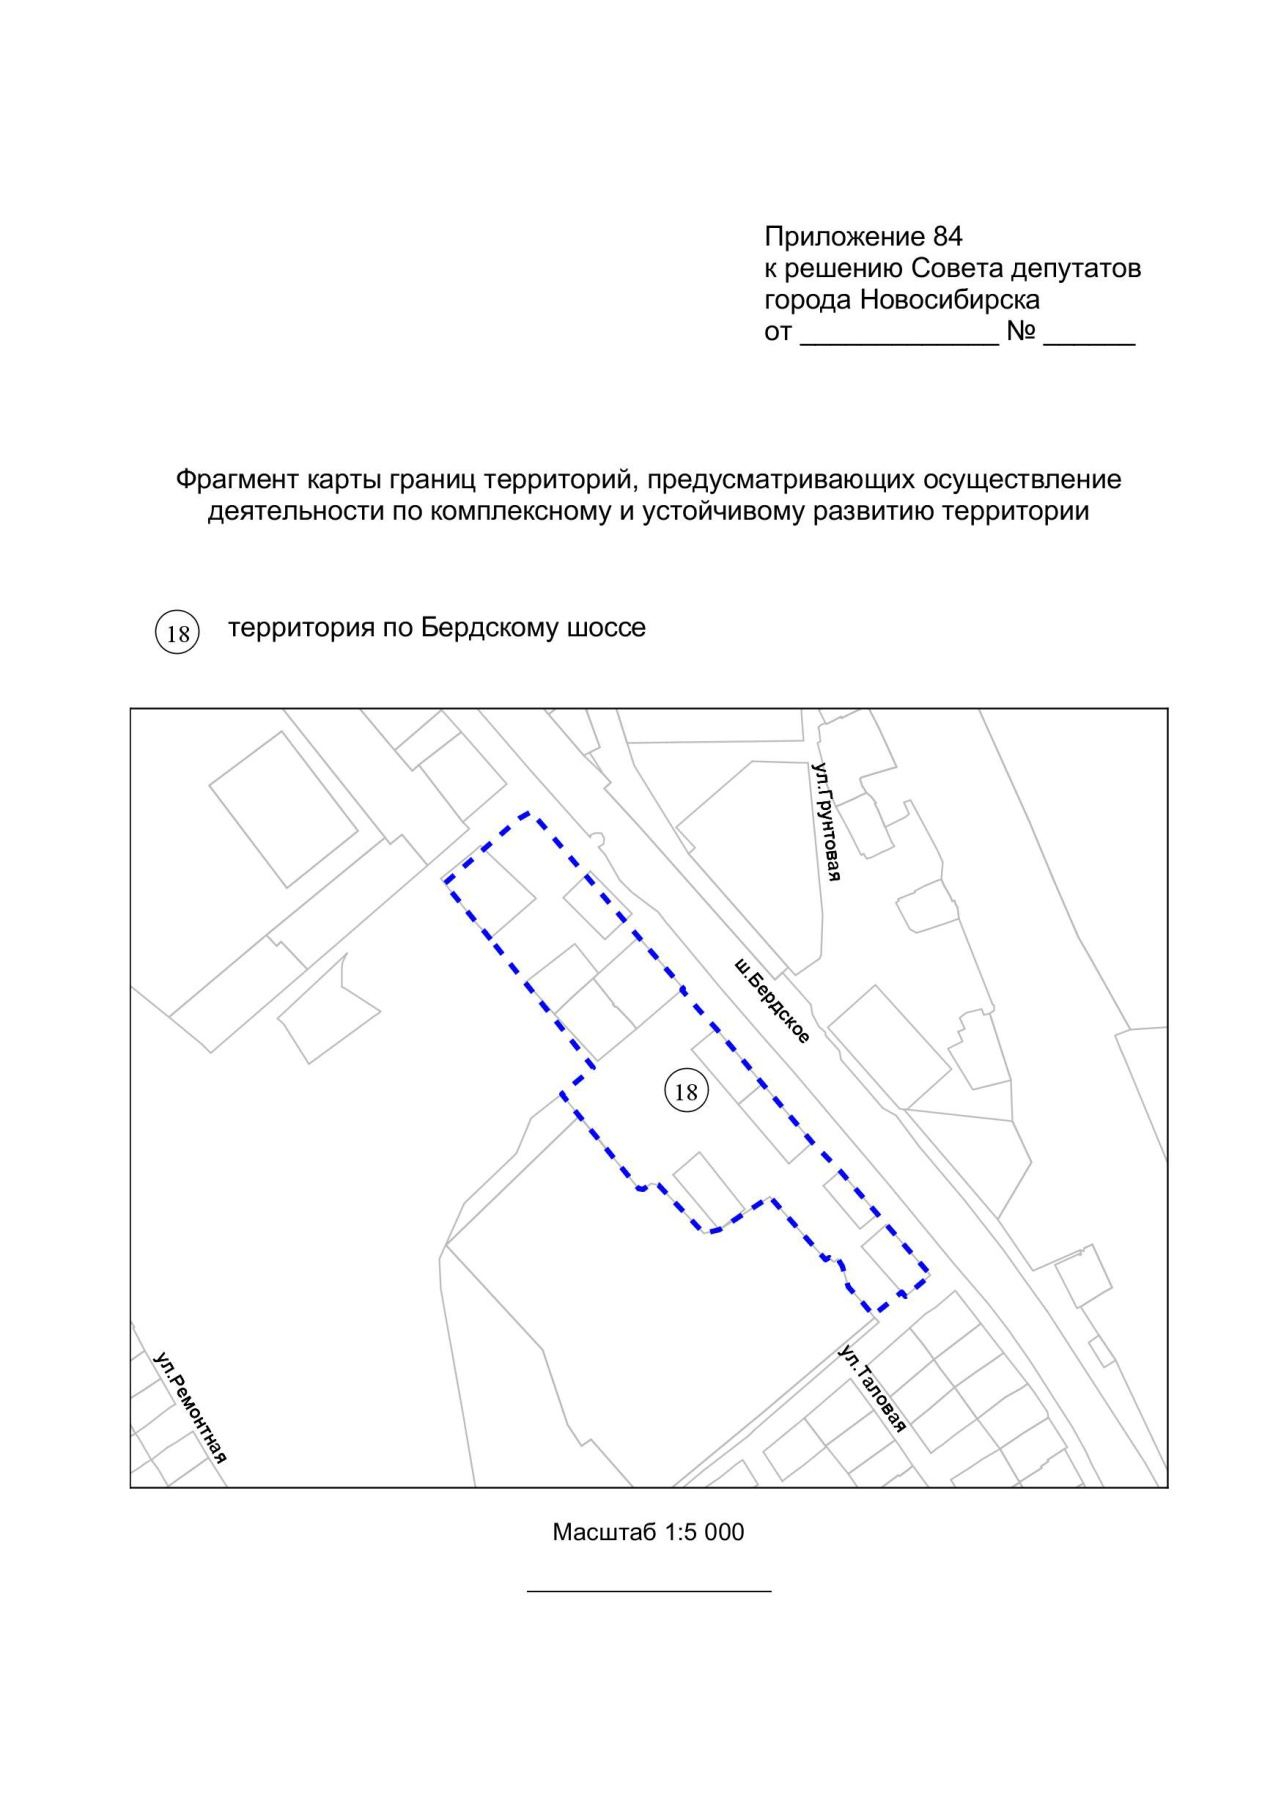 Приложение 84
к решению Совета депутатов
города Новосибирска
от _____________ № ______
Фрагмент карты границ территорий, предусматривающих осуществление
деятельности по комплексному и устойчивому развитию территории
18 территория по Бердскому шоссе
ул.Грунтовая
ш.Бердское
18
ул.Таловая
ул.Ремонтная
Масштаб 1:5 000